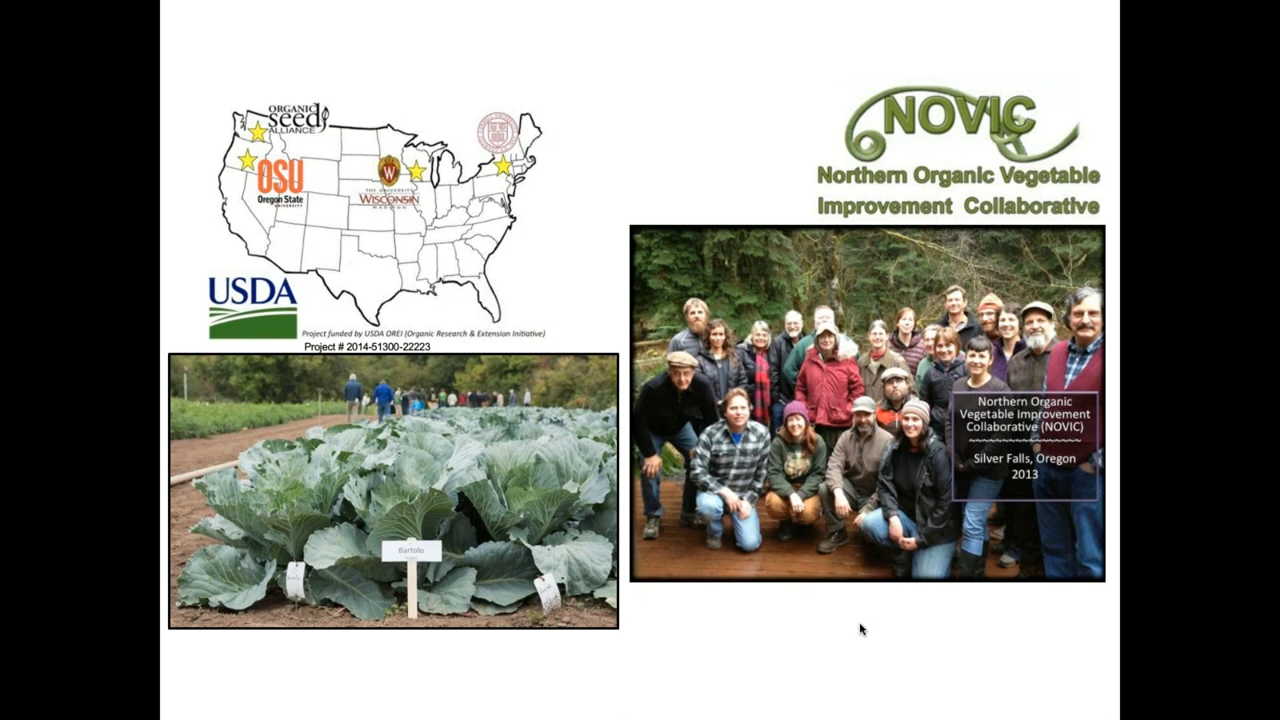 ORGANIC
seed
ALLIANCE
OSU
Oregon State
UNIVERSITY
W
THE UNIVERSITY
WISCONSIN
MADISON
USDA
Project funded by USDA OREI (Organic Research & Extension Initiative)
Project # 2014-51300-22223
Bartolo
NOVIC
Northern Organic Vegetable
Improvement Collaborative
Northern Organic
Vegetable Improvement
Collaborative (NOVIC)
~~~~~~~~~~~~~~~~~
Silver Falls, Oregon
2013